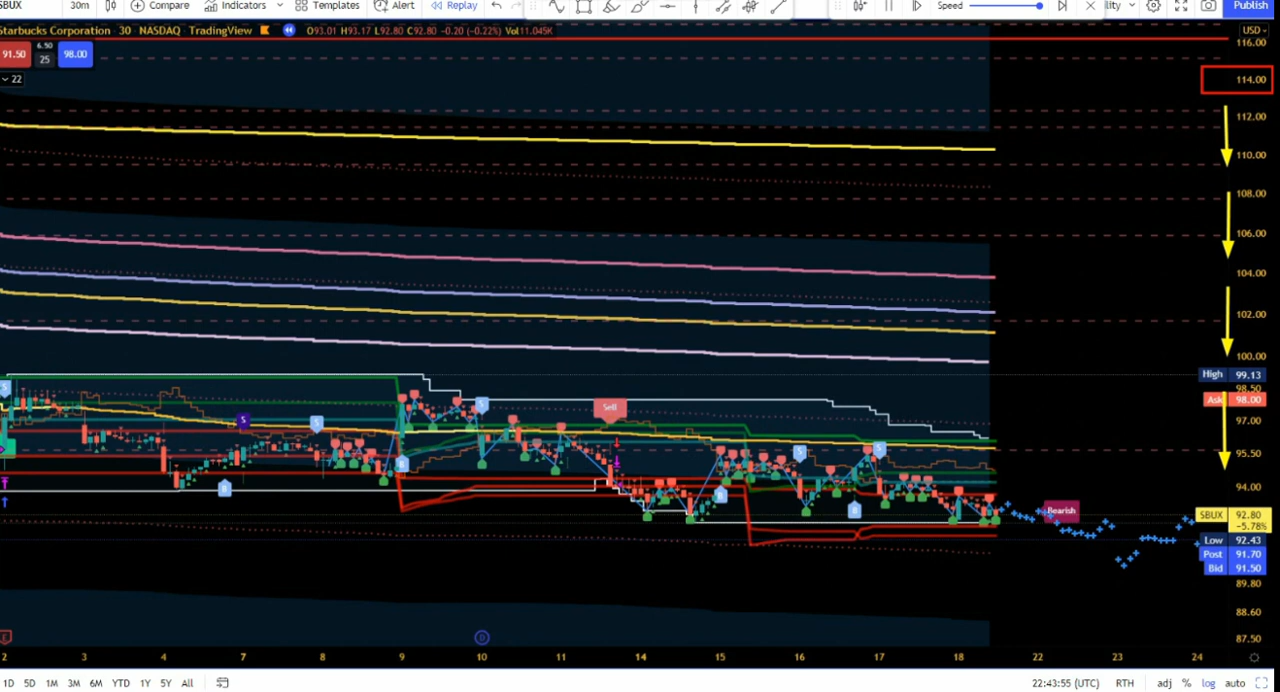 SBUX 30m Compare Indicators Templates Alert Replay Speed lity Publish
Starbucks Corporation · 30 · NASDAQ · TradingView O93.01 H93.17 L92.80 C92.80 -0.20 (-0.22%) Vol11.045K USD
116.00
91.50 6.50 25 98.00
22
114.00
112.00
110.00
108.00
106.00
104.00
102.00
100.00
High 99.13
98.50
Ask 98.00
Sell
97.00
95.50
94.00
Bearish
SBUX 92.80
-5.78%
Low 92.43
Post 91.70
Bid 91.50
89.80
88.60
87.50
E D
2 3 4 7 8 9 10 11 14 15 16 17 18 22 23 24
1D 5D 1M 3M 6M YTD 1Y 5Y All 22:43:55 (UTC) RTH adj % log auto